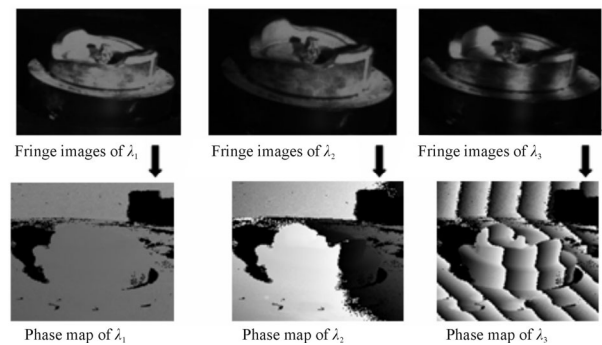 Fringe images of λ1
Fringe images of λ2
Fringe images of λ3
Phase map of λ1
Phase map of λ2
Phase map of λ3